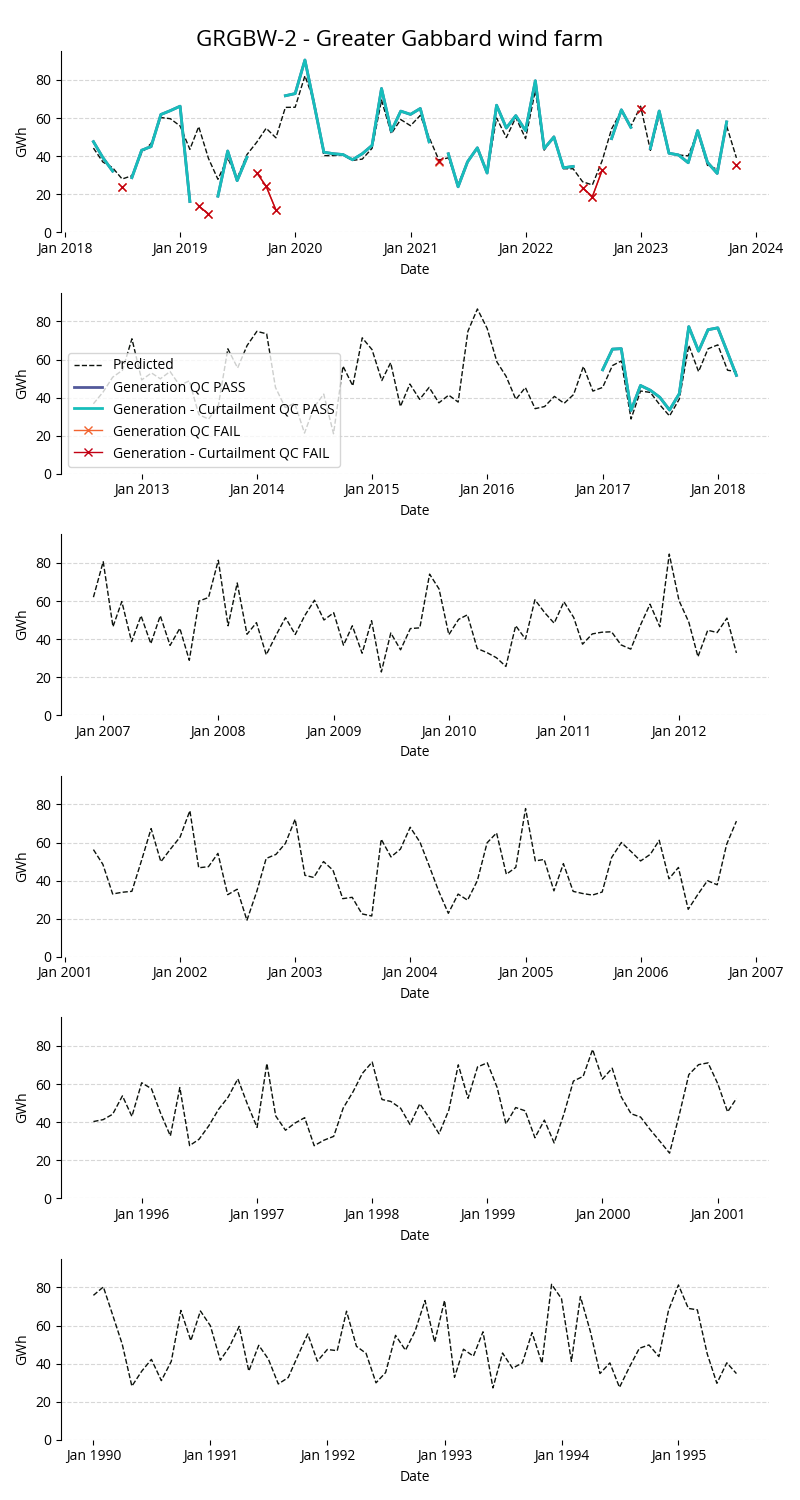 GRGBW-2 - Greater Gabbard wind farm
80
60
40
20
0
GWh
Jan 2018 Jan 2019 Jan 2020 Jan 2021 Jan 2022 Jan 2023 Jan 2024
Date
80
60
40
20
0
GWh
Predicted
Generation QC PASS
Generation - Curtailment QC PASS
Generation QC FAIL
Generation - Curtailment QC FAIL
Jan 2013 Jan 2014 Jan 2015 Jan 2016 Jan 2017 Jan 2018
Date
80
60
40
20
0
GWh
Jan 2007 Jan 2008 Jan 2009 Jan 2010 Jan 2011 Jan 2012
Date
80
60
40
20
0
GWh
Jan 2001 Jan 2002 Jan 2003 Jan 2004 Jan 2005 Jan 2006 Jan 2007
Date
80
60
40
20
0
GWh
Jan 1996 Jan 1997 Jan 1998 Jan 1999 Jan 2000 Jan 2001
Date
80
60
40
20
0
GWh
Jan 1990 Jan 1991 Jan 1992 Jan 1993 Jan 1994 Jan 1995
Date